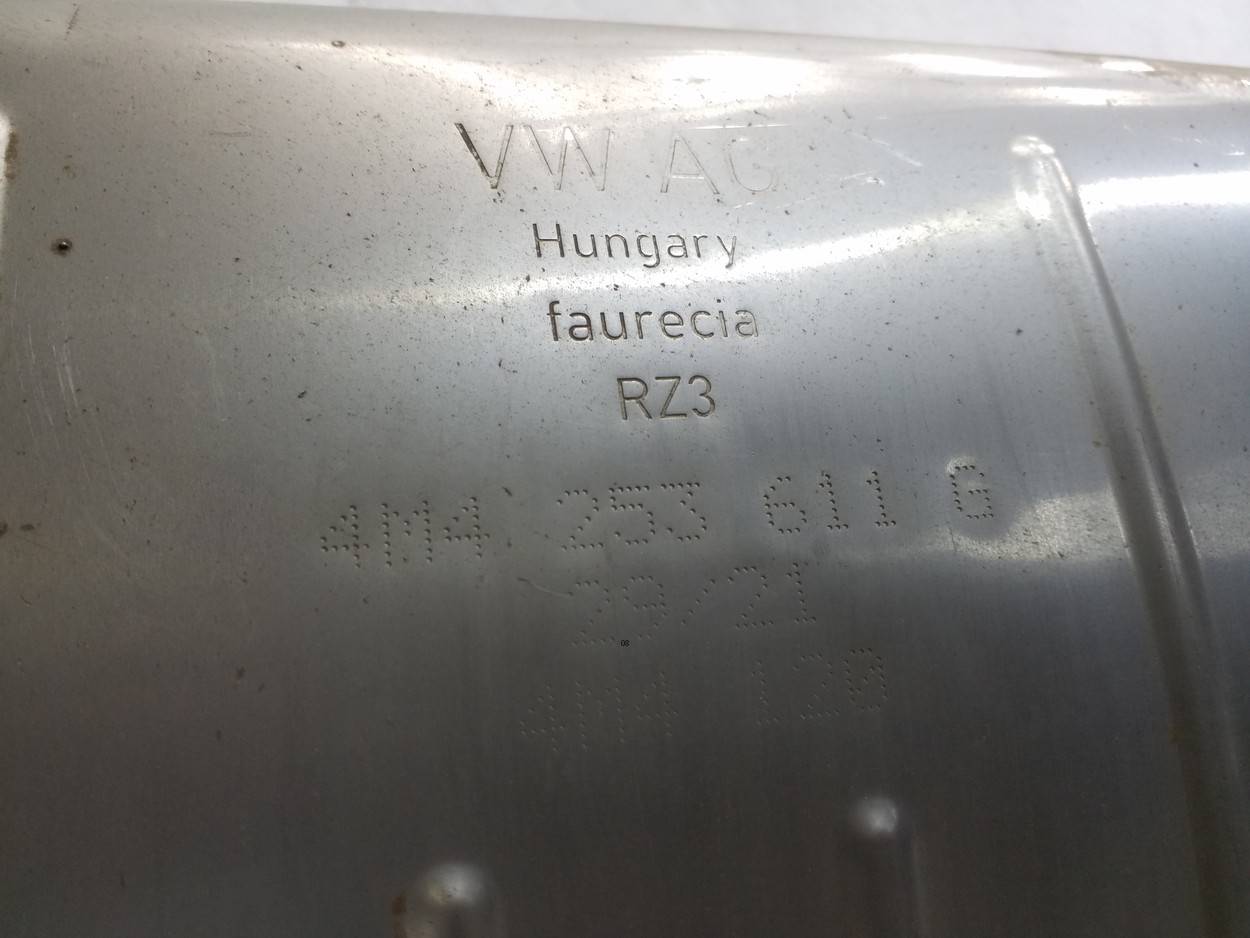 VW AG
Hungary
faurecia
RZ3
4M4 253 611 G
29/21
4M4 120